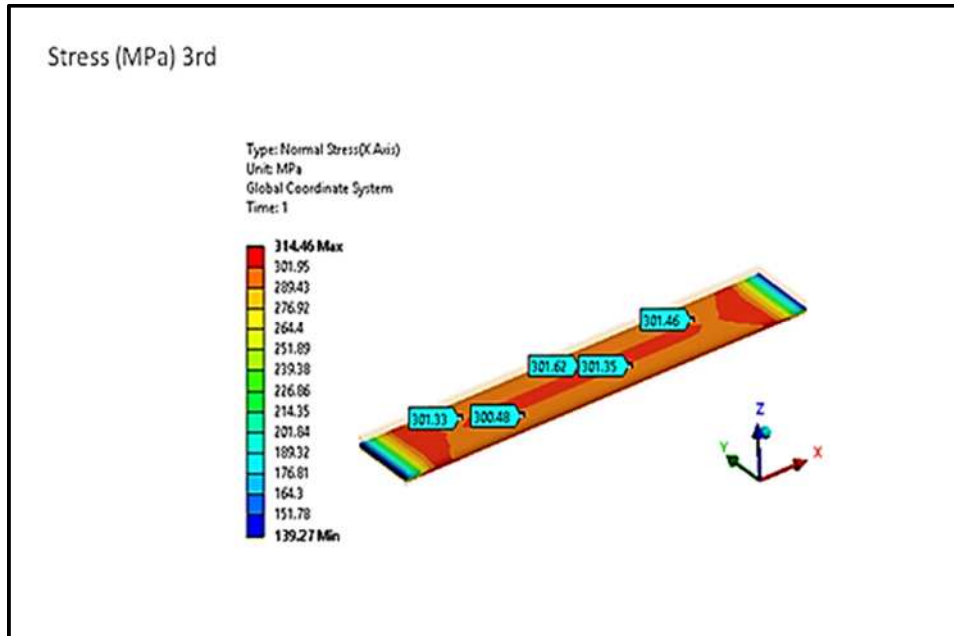 Stress (MPa) 3rd
Type: Normal Stress(X Axis)
Unit: MPa
Global Coordinate System
Time: 1
314.46 Max
301.95
289.43
276.92
264.4
251.89
239.38
226.86
214.35
201.84
189.32
176.81
164.3
151.78
139.27 Min
301.46
301.62 301.35
301.33 300.48
Z
Y X